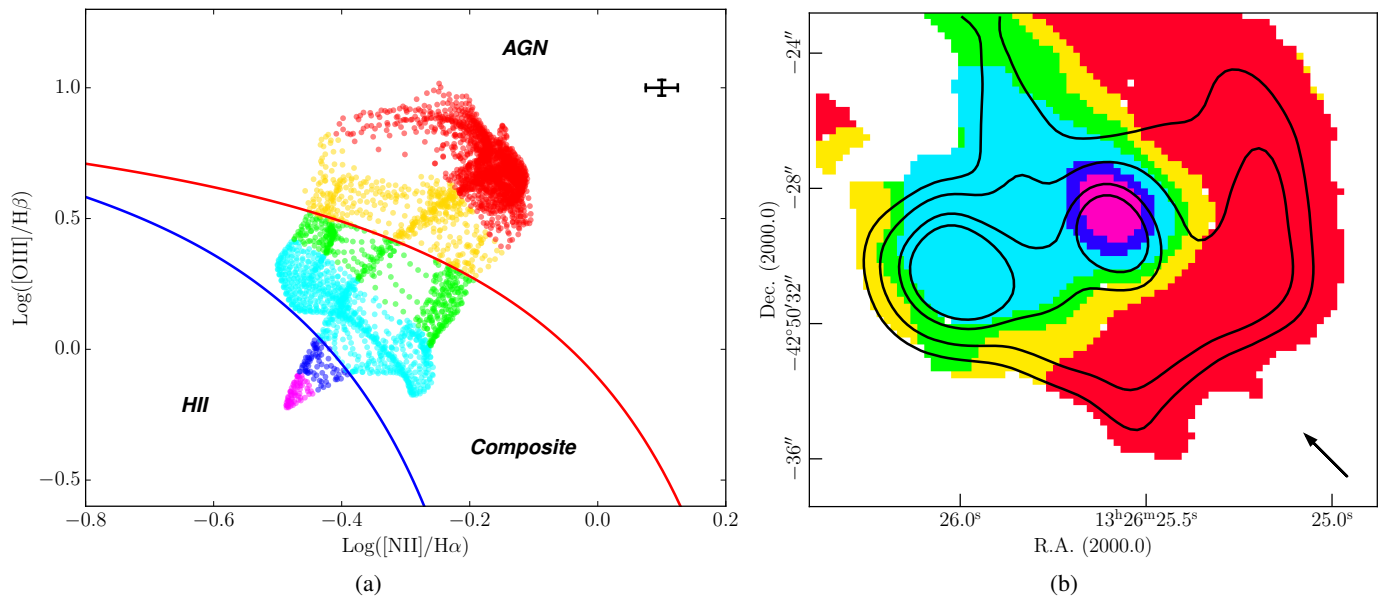 AGN
HII
Composite
1.0
0.5
0.0
−0.5
Log([OIII]/Hβ)
−0.8
−0.6
−0.4
−0.2
0.0
0.2
Log([NII]/Hα)
(a)
−24″
−28″
−42°50′32″
−36″
Dec. (2000.0)
26.0ˢ
13ʰ26ᵐ25.5ˢ
25.0ˢ
R.A. (2000.0)
(b)